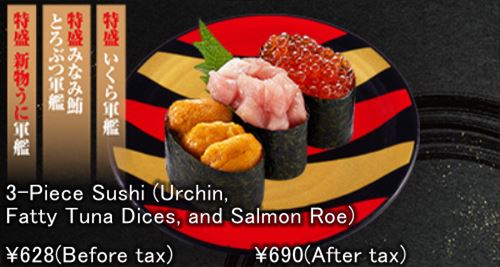 特盛 いくら軍艦
特盛 みなみ鮪
とろぶつ軍艦
特盛 新物うに軍艦
3-Piece Sushi (Urchin,
Fatty Tuna Dices, and Salmon Roe)
¥628(Before tax) ¥690(After tax)